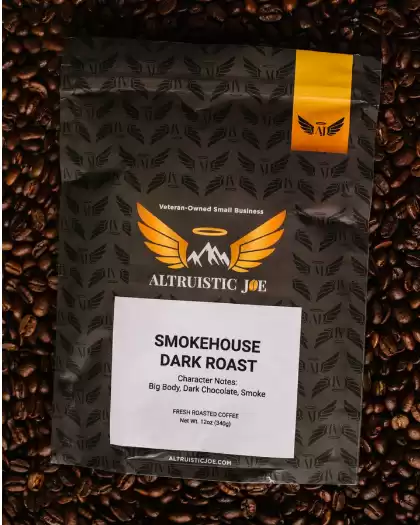 AJ
Veteran-Owned Small Business
ALTRUISTIC JOE
SMOKEHOUSE
DARK ROAST
Character Notes:
Big Body, Dark Chocolate, Smoke
FRESH ROASTED COFFEE
Net Wt. 12oz (340g)
ALTRUISTICJOE.COM